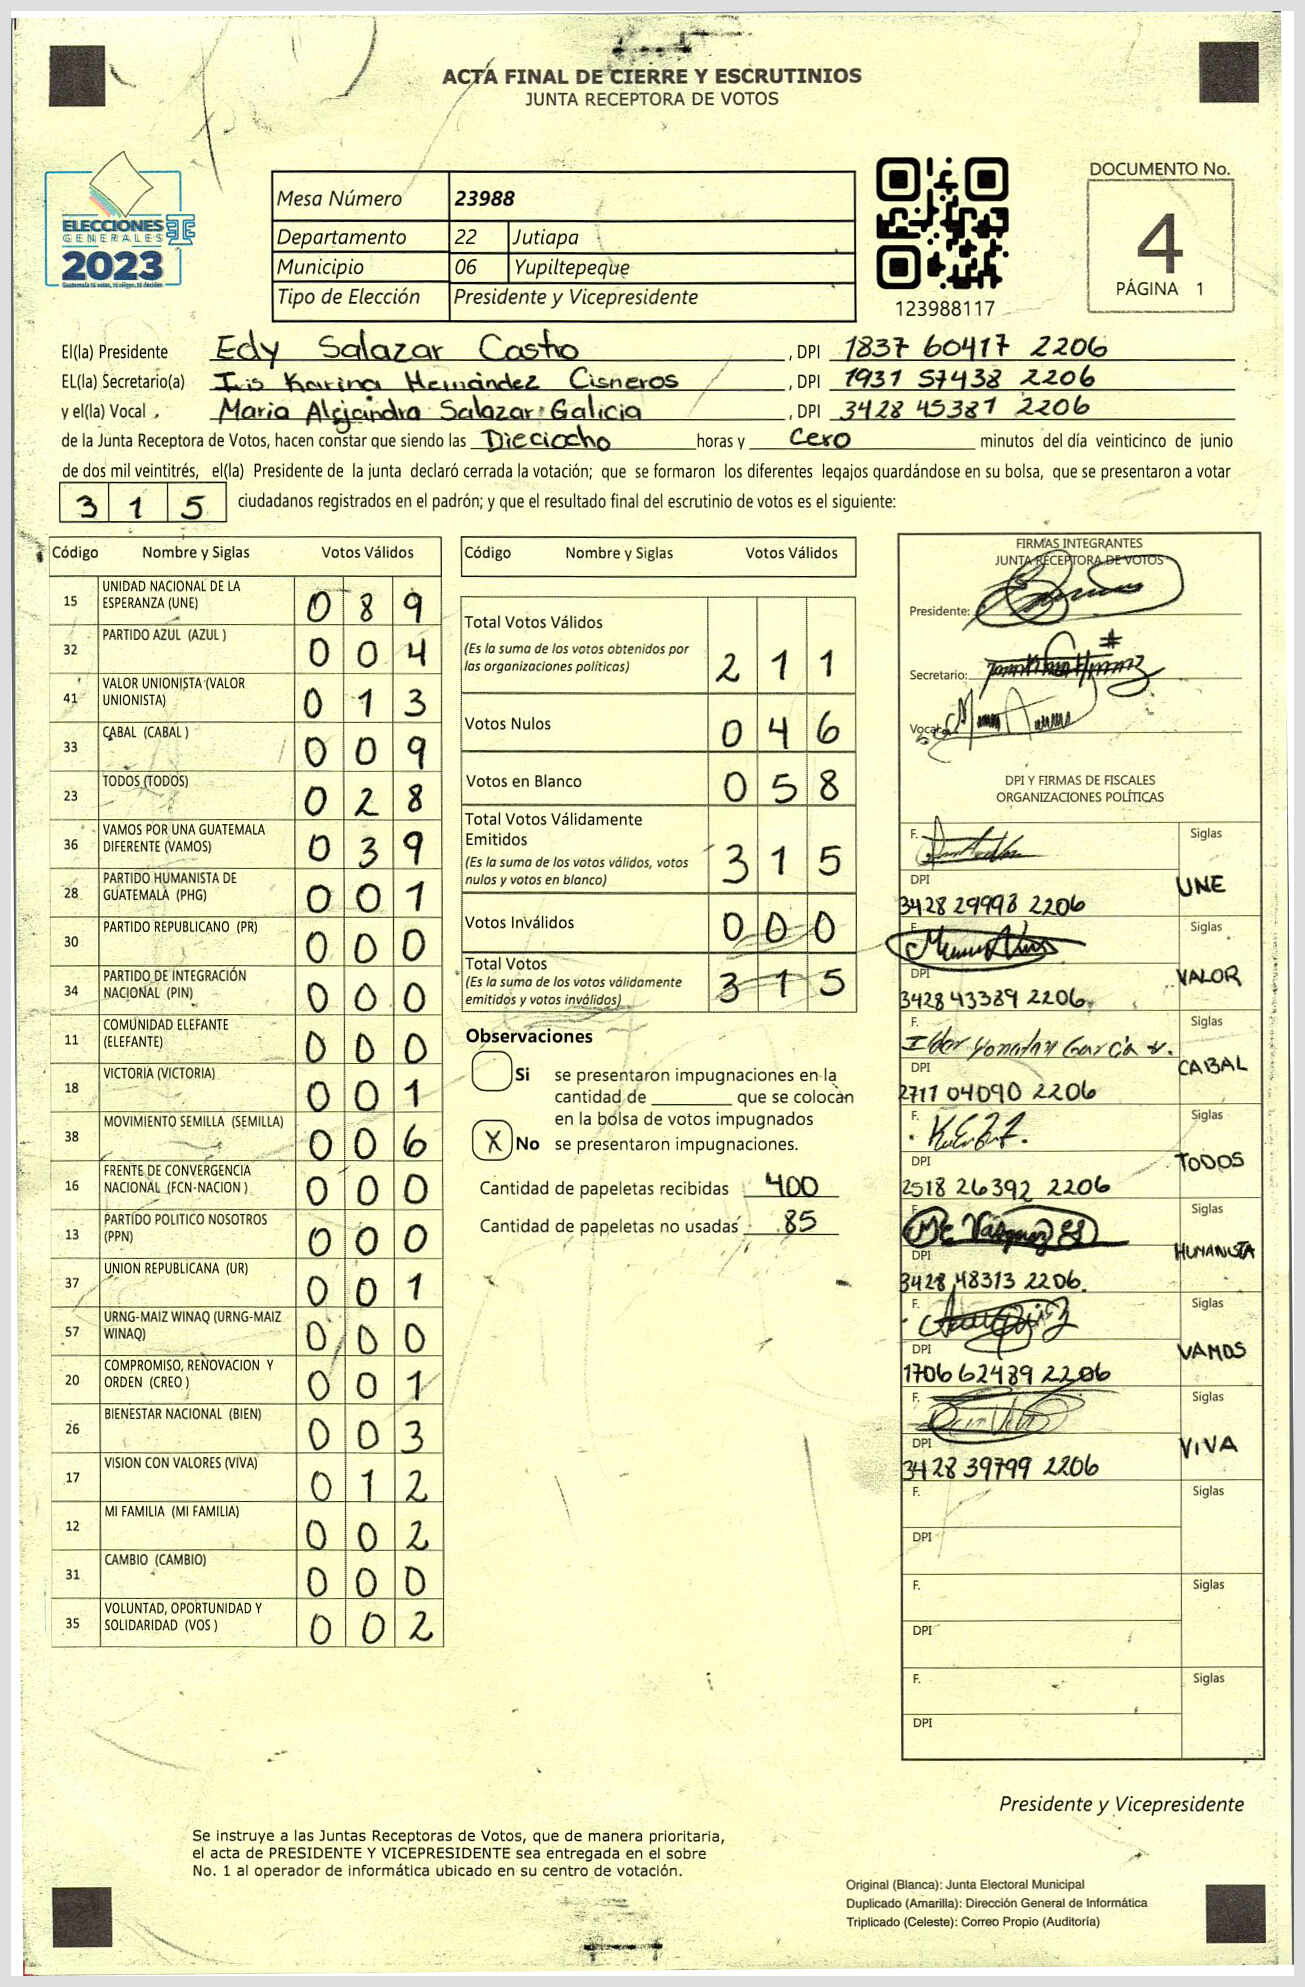 ACTA FINAL DE CIERRE Y ESCRUTINIOS
JUNTA RECEPTORA DE VOTOS
ELECCIONES
GENERALES
2023
Mesa Número 23988
Departamento 22 Jutiapa
Municipio 06 Yupiltepeque
Tipo de Elección Presidente y Vicepresidente
123988117
DOCUMENTO No.
4
PÁGINA 1
El(la) Presidente Edy Salazar Castro , DPI 1837 60417 2206
EL(la) Secretario(a) Iris Karina Hernández Cisneros , DPI 1931 57438 2206
y el(la) Vocal Maria Alejandra Salazar Galicia , DPI 3428 45381 2206
de la Junta Receptora de Votos, hacen constar que siendo las Dieciocho horas y cero minutos del día veinticinco de junio
de dos mil veintitrés, el(la) Presidente de la junta declaró cerrada la votación; que se formaron los diferentes legajos guardándose en su bolsa, que se presentaron a votar
3 1 5 ciudadanos registrados en el padrón; y que el resultado final del escrutinio de votos es el siguiente:
Código Nombre y Siglas Votos Válidos
15 UNIDAD NACIONAL DE LA
ESPERANZA (UNE) 0 8 9
32 PARTIDO AZUL (AZUL ) 0 0 4
41 VALOR UNIONISTA (VALOR
UNIONISTA) 0 1 3
33 CABAL (CABAL ) 0 0 9
23 TODOS (TODOS) 0 2 8
36 VAMOS POR UNA GUATEMALA
DIFERENTE (VAMOS) 0 3 9
28 PARTIDO HUMANISTA DE
GUATEMALA (PHG) 0 0 1
30 PARTIDO REPUBLICANO (PR) 0 0 0
34 PARTIDO DE INTEGRACIÓN
NACIONAL (PIN) 0 0 0
11 COMUNIDAD ELEFANTE
(ELEFANTE) 0 0 0
18 VICTORIA (VICTORIA) 0 0 1
38 MOVIMIENTO SEMILLA (SEMILLA) 0 0 6
16 FRENTE DE CONVERGENCIA
NACIONAL (FCN-NACION ) 0 0 0
13 PARTIDO POLITICO NOSOTROS
(PPN) 0 0 0
37 UNION REPUBLICANA (UR) 0 0 1
57 URNG-MAIZ WINAQ (URNG-MAIZ
WINAQ) 0 0 0
20 COMPROMISO, RENOVACION Y
ORDEN (CREO ) 0 0 1
26 BIENESTAR NACIONAL (BIEN) 0 0 3
17 VISION CON VALORES (VIVA) 0 1 2
12 MI FAMILIA (MI FAMILIA) 0 0 2
31 CAMBIO (CAMBIO) 0 0 0
35 VOLUNTAD, OPORTUNIDAD Y
SOLIDARIDAD (VOS ) 0 0 2
Código Nombre y Siglas Votos Válidos
Total Votos Válidos
(Es la suma de los votos obtenidos por
las organizaciones políticas) 2 1 1
Votos Nulos 0 4 6
Votos en Blanco 0 5 8
Total Votos Válidamente
Emitidos
(Es la suma de los votos válidos, votos
nulos y votos en blanco) 3 1 5
Votos Inválidos 0 0 0
Total Votos
(Es la suma de los votos válidamente
emitidos y votos inválidos) 3 1 5
Observaciones
Si se presentaron impugnaciones en la
cantidad de ________ que se colocan
en la bolsa de votos impugnados
X No se presentaron impugnaciones.
Cantidad de papeletas recibidas 400
Cantidad de papeletas no usadas 85
FIRMAS INTEGRANTES
JUNTA RECEPTORA DE VOTOS
Presidente:
Secretario:
Vocal:
DPI Y FIRMAS DE FISCALES
ORGANIZACIONES POLÍTICAS
F. Siglas
DPI UNE
3428 29998 2206
F. Siglas
DPI VALOR
3428 43389 2206
F. Siglas
DPI CABAL
2711 04090 2206
F. Siglas
DPI TODOS
2518 26392 2206
F. Siglas
DPI HUMANISTA
3428 48313 2206
F. Siglas
DPI VAMOS
1706 62489 2206
F. Siglas
DPI VIVA
3428 39799 2206
F. Siglas
DPI
F. Siglas
DPI
F. Siglas
DPI
Presidente y Vicepresidente
Se instruye a las Juntas Receptoras de Votos, que de manera prioritaria,
el acta de PRESIDENTE Y VICEPRESIDENTE sea entregada en el sobre
No. 1 al operador de informática ubicado en su centro de votación.
Original (Blanca): Junta Electoral Municipal
Duplicado (Amarilla): Dirección General de Informática
Triplicado (Celeste): Correo Propio (Auditoría)